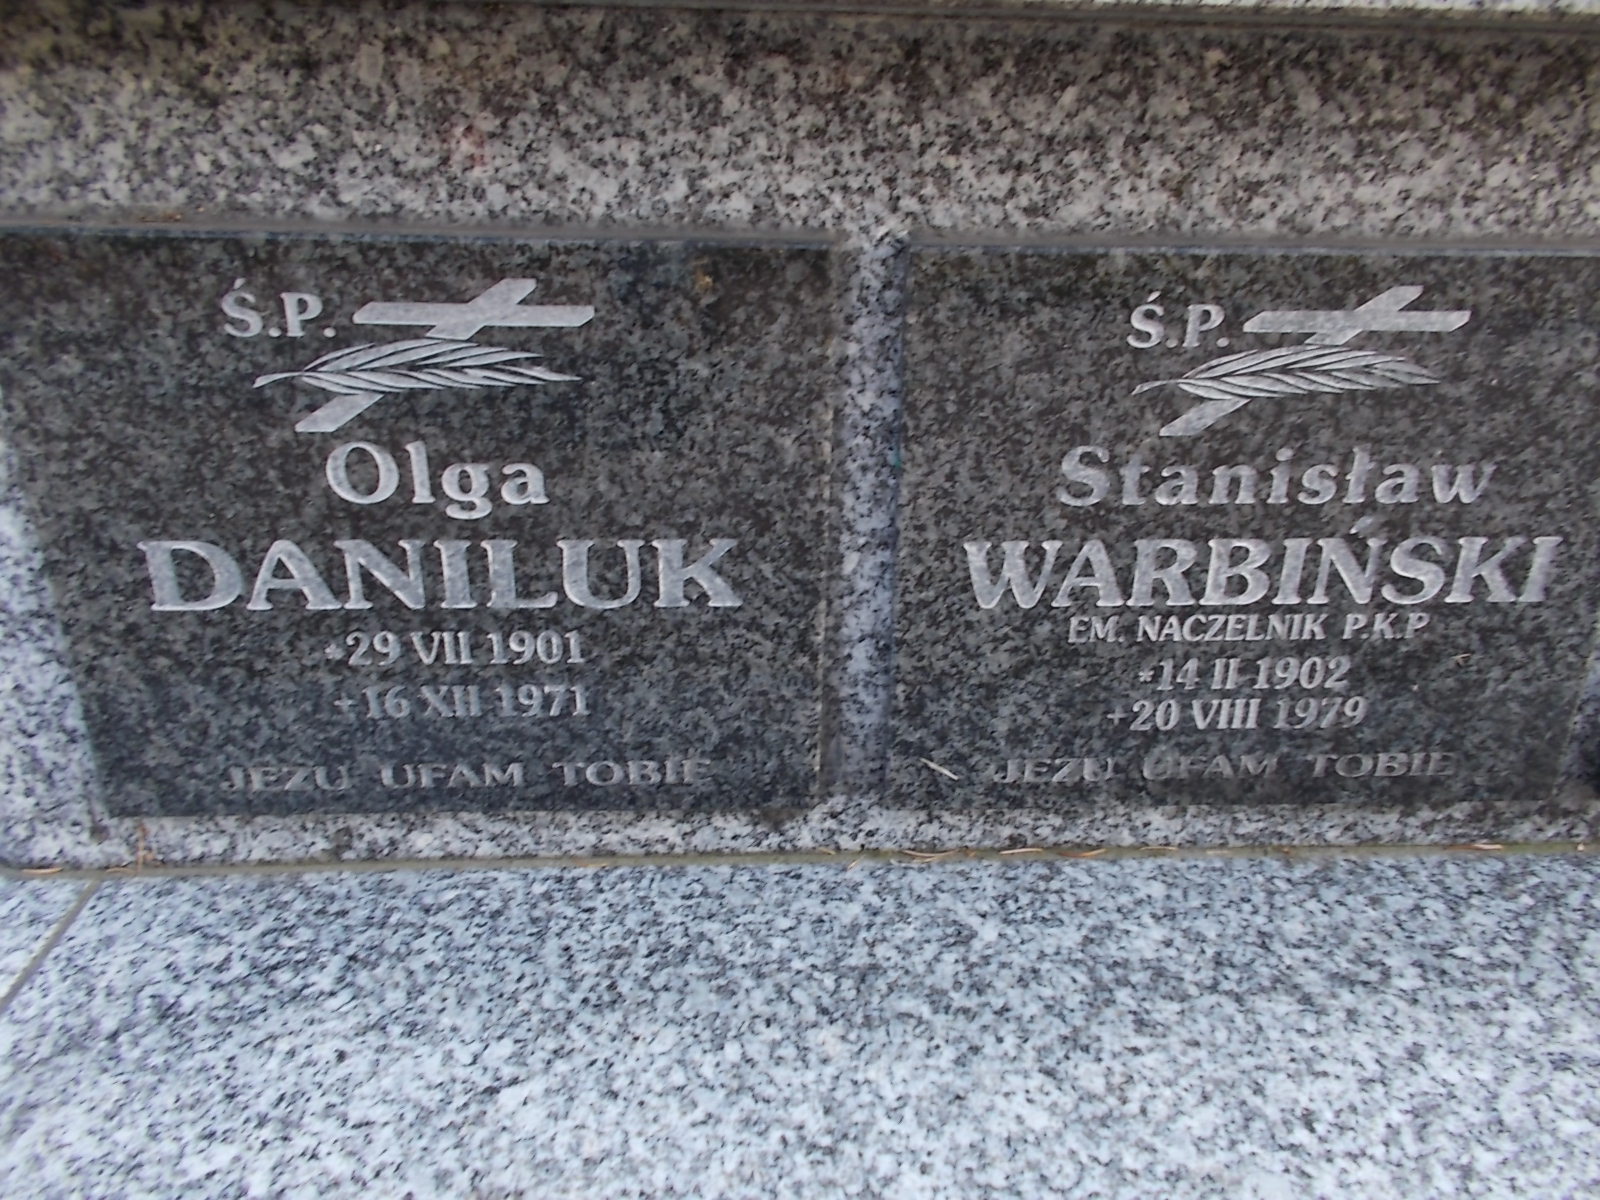 Ś.P.
Olga
DANILUK
*29 VII 1901
+16 XII 1971
JEZU UFAM TOBIE
Ś.P.
Stanisław
WARBIŃSKI
EM. NACZELNIK P.K.P
*14 II 1902
+20 VIII 1979
JEZU UFAM TOBIE